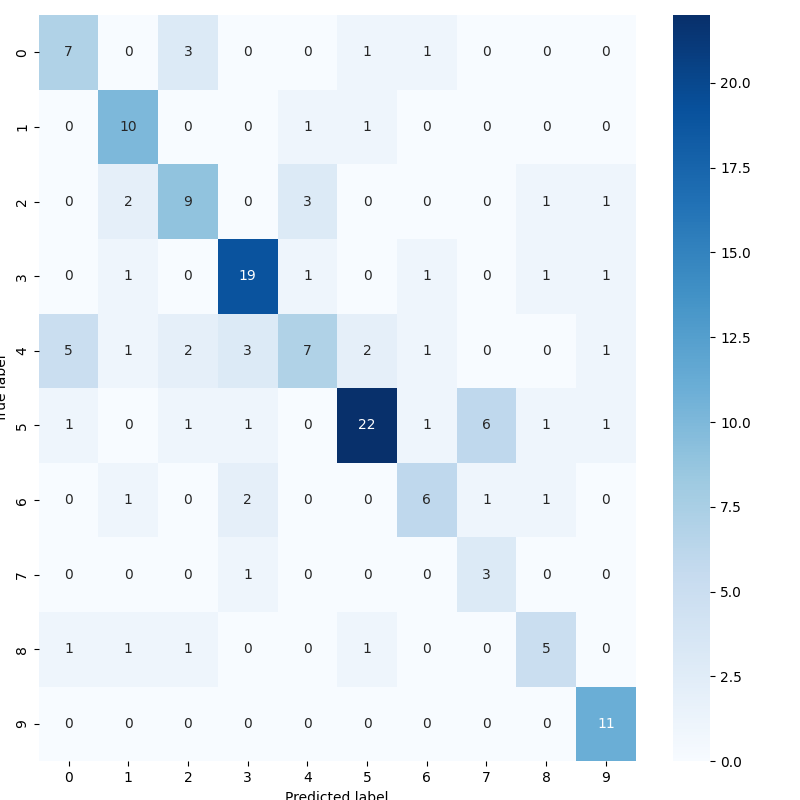 0 7 0 3 0 0 1 1 0 0 0
1 0 10 0 0 1 1 0 0 0 0
2 0 2 9 0 3 0 0 0 1 1
3 0 1 0 19 1 0 1 0 1 1
4 5 1 2 3 7 2 1 0 0 1
5 1 0 1 1 0 22 1 6 1 1
6 0 1 0 2 0 0 6 1 1 0
7 0 0 0 1 0 0 0 3 0 0
8 1 1 1 0 0 1 0 0 5 0
9 0 0 0 0 0 0 0 0 0 11
0 1 2 3 4 5 6 7 8 9
Predicted label
True label
20.0
17.5
15.0
12.5
10.0
7.5
5.0
2.5
0.0